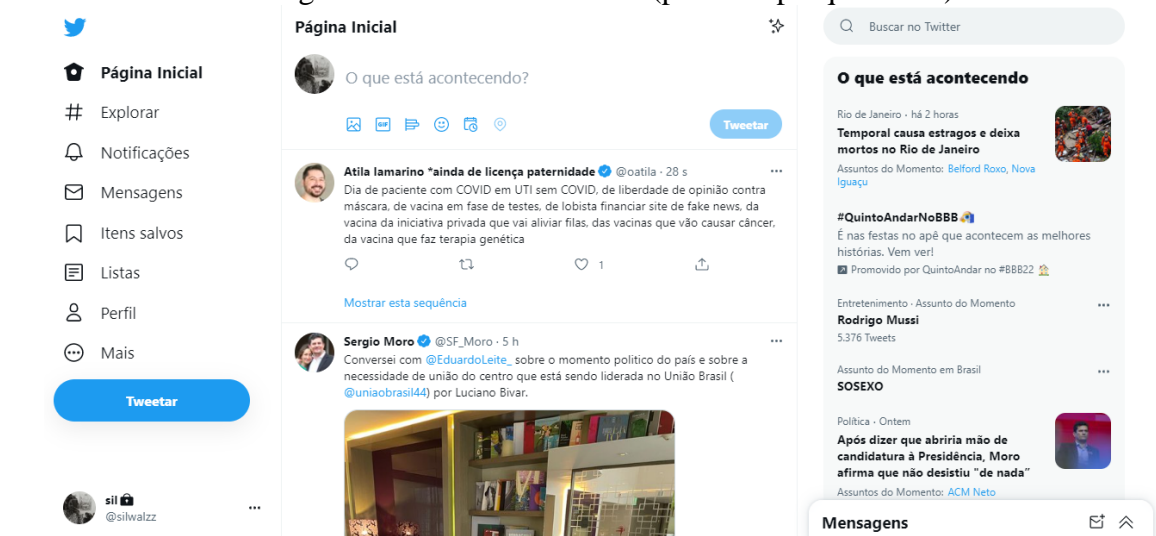 Página Inicial
Explorar
Notificações
Mensagens
Itens salvos
Listas
Perfil
Mais
Tweetar
sil
@silwalzz
Página Inicial
O que está acontecendo?
GIF
Tweetar
Atila Iamarino *ainda de licença paternidade @oatila · 28 s
Dia de paciente com COVID em UTI sem COVID, de liberdade de opinião contra
máscara, de vacina em fase de testes, de lobista financiar site de fake news, da
vacina da iniciativa privada que vai aliviar filas, das vacinas que vão causar câncer,
da vacina que faz terapia genética
1
Mostrar esta sequência
Sergio Moro @SF_Moro · 5 h
Conversei com @EduardoLeite_ sobre o momento politico do país e sobre a
necessidade de união do centro que está sendo liderada no União Brasil (
@uniaobrasil44) por Luciano Bivar.
Buscar no Twitter
O que está acontecendo
Rio de Janeiro · há 2 horas
Temporal causa estragos e deixa
mortos no Rio de Janeiro
Assuntos do Momento: Belford Roxo, Nova
Iguaçu
#QuintoAndarNoBBB
É nas festas no apê que acontecem as melhores
histórias. Vem ver!
Promovido por QuintoAndar no #BBB22
Entretenimento · Assunto do Momento
Rodrigo Mussi
5.376 Tweets
Assunto do Momento em Brasil
SOSEXO
Política · Ontem
Após dizer que abriria mão de
candidatura à Presidência, Moro
afirma que não desistiu "de nada"
Assuntos do Momento: ACM Neto
Mensagens